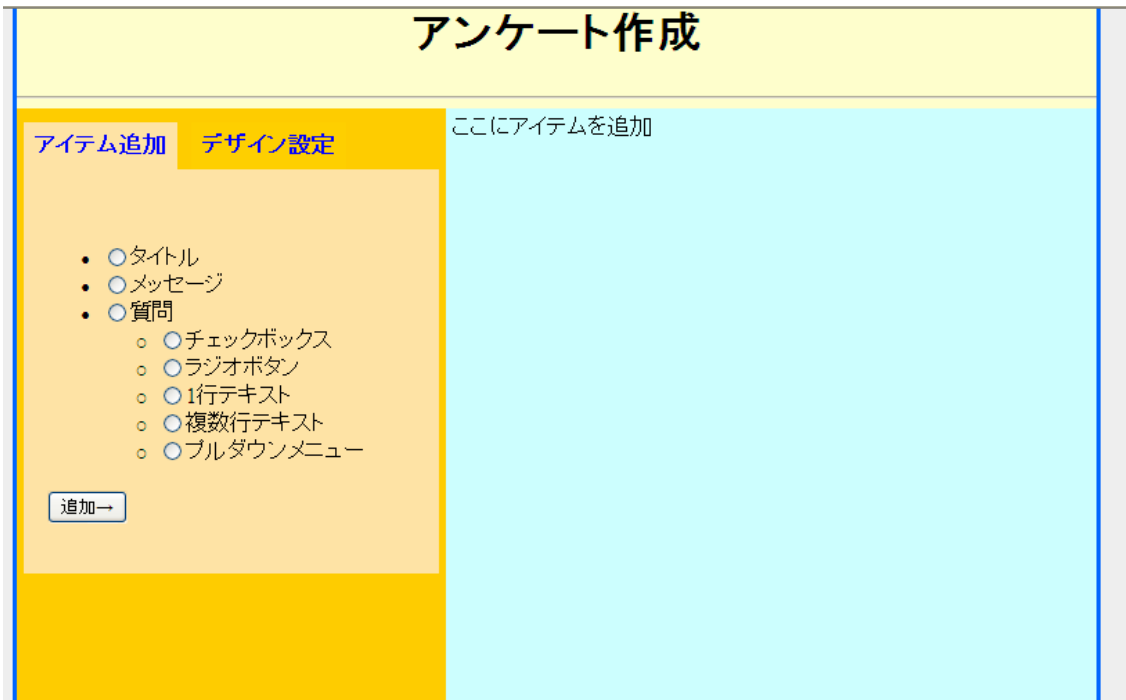 アンケート作成
アイテム追加 デザイン設定
ここにアイテムを追加
タイトル
メッセージ
質問
チェックボックス
ラジオボタン
1行テキスト
複数行テキスト
プルダウンメニュー
追加→